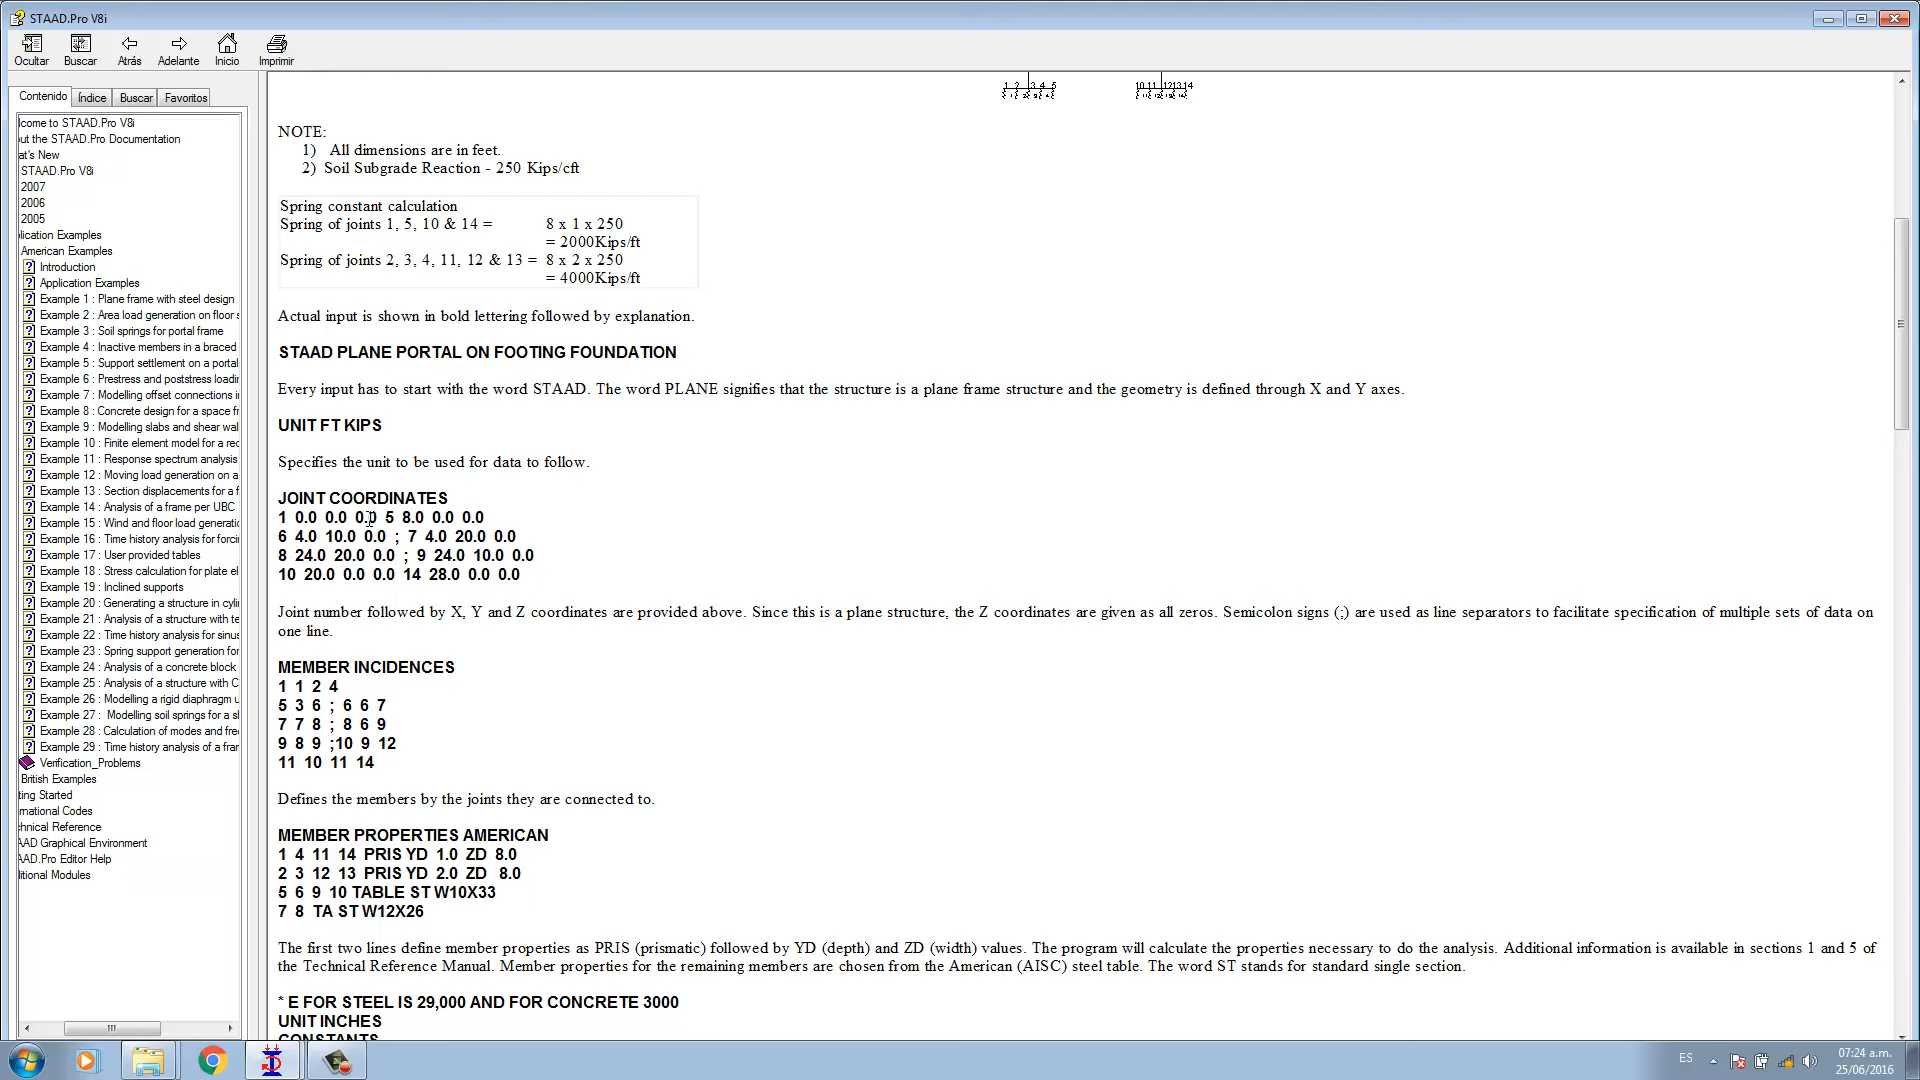 STAAD.Pro V8i
Ocultar Buscar Atrás Adelante Inicio Imprimir
Contenido Índice Buscar Favoritos
lcome to STAAD.Pro V8i
out the STAAD.Pro Documentation
at's New
STAAD.Pro V8i
2007
2006
2005
lication Examples
American Examples
Introduction
Application Examples
Example 1 : Plane frame with steel design
Example 2 : Area load generation on floor s
Example 3 : Soil springs for portal frame
Example 4 : Inactive members in a braced
Example 5 : Support settlement on a portal
Example 6 : Prestress and poststress loadin
Example 7 : Modelling offset connections in
Example 8 : Concrete design for a space fr
Example 9 : Modelling slabs and shear wal
Example 10 : Finite element model for a rec
Example 11 : Response spectrum analysis
Example 12 : Moving load generation on a
Example 13 : Section displacements for a f
Example 14 : Analysis of a frame per UBC
Example 15 : Wind and floor load generatio
Example 16 : Time history analysis for forcin
Example 17 : User provided tables
Example 18 : Stress calculation for plate el
Example 19 : Inclined supports
Example 20 : Generating a structure in cylin
Example 21 : Analysis of a structure with te
Example 22 : Time history analysis for sinus
Example 23 : Spring support generation for
Example 24 : Analysis of a concrete block
Example 25 : Analysis of a structure with C
Example 26 : Modelling a rigid diaphragm u
Example 27 : Modelling soil springs for a sl
Example 28 : Calculation of modes and fre
Example 29 : Time history analysis of a fran
Verification_Problems
British Examples
ting Started
rnational Codes
chnical Reference
AAD Graphical Environment
AAD.Pro Editor Help
ditional Modules
1 2 3 4 5 10 11 12 13 14
NOTE:
1) All dimensions are in feet.
2) Soil Subgrade Reaction - 250 Kips/cft
Spring constant calculation
Spring of joints 1, 5, 10 & 14 = 8 x 1 x 250
= 2000Kips/ft
Spring of joints 2, 3, 4, 11, 12 & 13 = 8 x 2 x 250
= 4000Kips/ft
Actual input is shown in bold lettering followed by explanation.
STAAD PLANE PORTAL ON FOOTING FOUNDATION
Every input has to start with the word STAAD. The word PLANE signifies that the structure is a plane frame structure and the geometry is defined through X and Y axes.
UNIT FT KIPS
Specifies the unit to be used for data to follow.
JOINT COORDINATES
1 0.0 0.0 0.0 5 8.0 0.0 0.0
6 4.0 10.0 0.0 ; 7 4.0 20.0 0.0
8 24.0 20.0 0.0 ; 9 24.0 10.0 0.0
10 20.0 0.0 0.0 14 28.0 0.0 0.0
Joint number followed by X, Y and Z coordinates are provided above. Since this is a plane structure, the Z coordinates are given as all zeros. Semicolon signs (;) are used as line separators to facilitate specification of multiple sets of data on
one line.
MEMBER INCIDENCES
1 1 2 4
5 3 6 ; 6 6 7
7 7 8 ; 8 6 9
9 8 9 ;10 9 12
11 10 11 14
Defines the members by the joints they are connected to.
MEMBER PROPERTIES AMERICAN
1 4 11 14 PRIS YD 1.0 ZD 8.0
2 3 12 13 PRIS YD 2.0 ZD 8.0
5 6 9 10 TABLE ST W10X33
7 8 TA ST W12X26
The first two lines define member properties as PRIS (prismatic) followed by YD (depth) and ZD (width) values. The program will calculate the properties necessary to do the analysis. Additional information is available in sections 1 and 5 of
the Technical Reference Manual. Member properties for the remaining members are chosen from the American (AISC) steel table. The word ST stands for standard single section.
* E FOR STEEL IS 29,000 AND FOR CONCRETE 3000
UNIT INCHES
CONSTANTS
ES
07:24 a.m.
25/06/2016